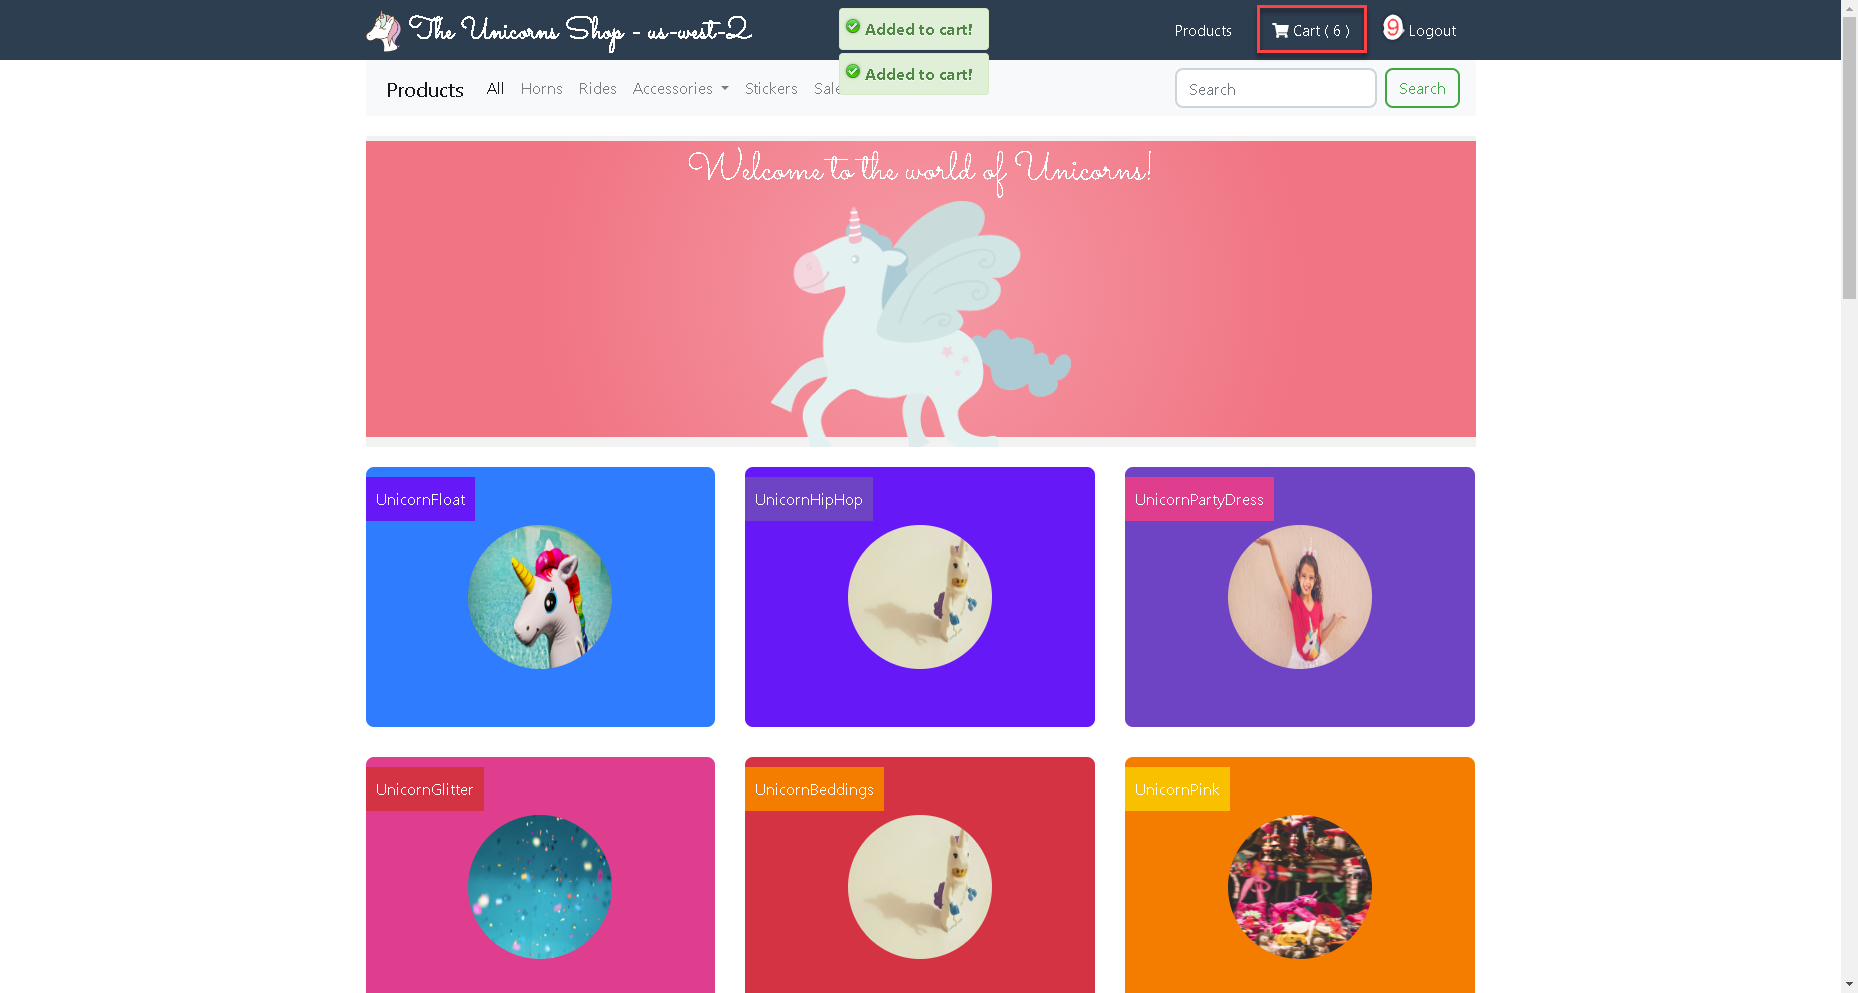 The Unicorns Shop - us-west-2
Added to cart!
Added to cart!
Products
Cart ( 6 )
9
Logout
Products
All
Horns
Rides
Accessories
Stickers
Sale
Search
Search
Welcome to the world of Unicorns!
UnicornFloat
UnicornHipHop
UnicornPartyDress
UnicornGlitter
UnicornBeddings
UnicornPink